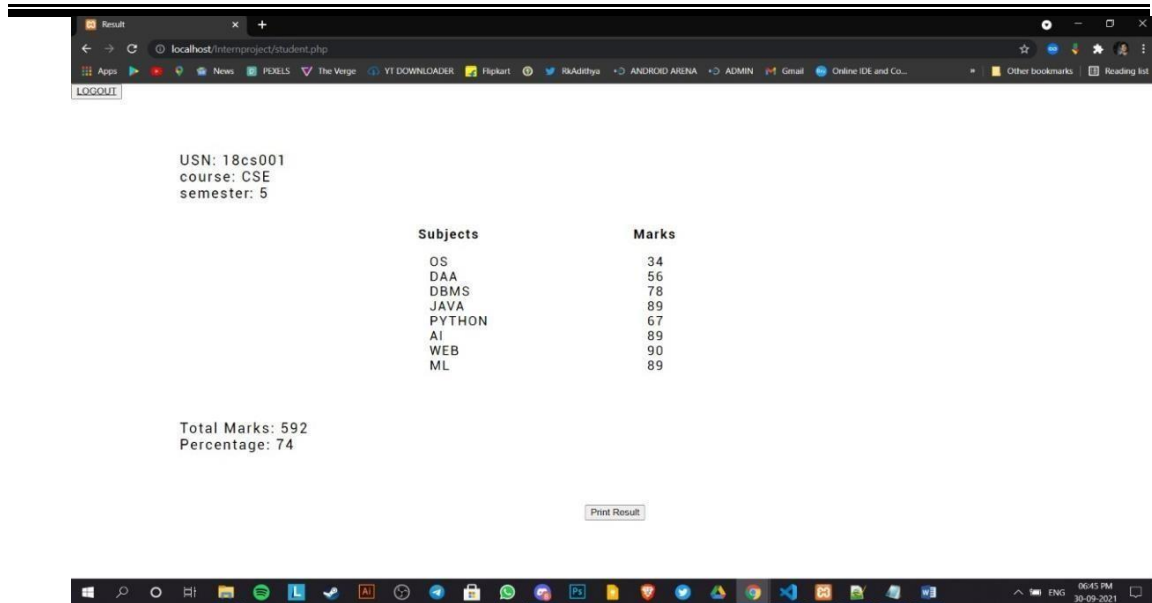 Result
localhost/Internproject/student.php
Apps News PEXELS The Verge YT DOWNLOADER Flipkart RkAdithya ANDROID ARENA ADMIN Gmail Online IDE and Co... » Other bookmarks Reading list
LOGOUT
USN: 18cs001
course: CSE
semester: 5
Subjects Marks
OS 34
DAA 56
DBMS 78
JAVA 89
PYTHON 67
AI 89
WEB 90
ML 89
Total Marks: 592
Percentage: 74
Print Result
L Ai Ps W ENG 06:45 PM
30-09-2021